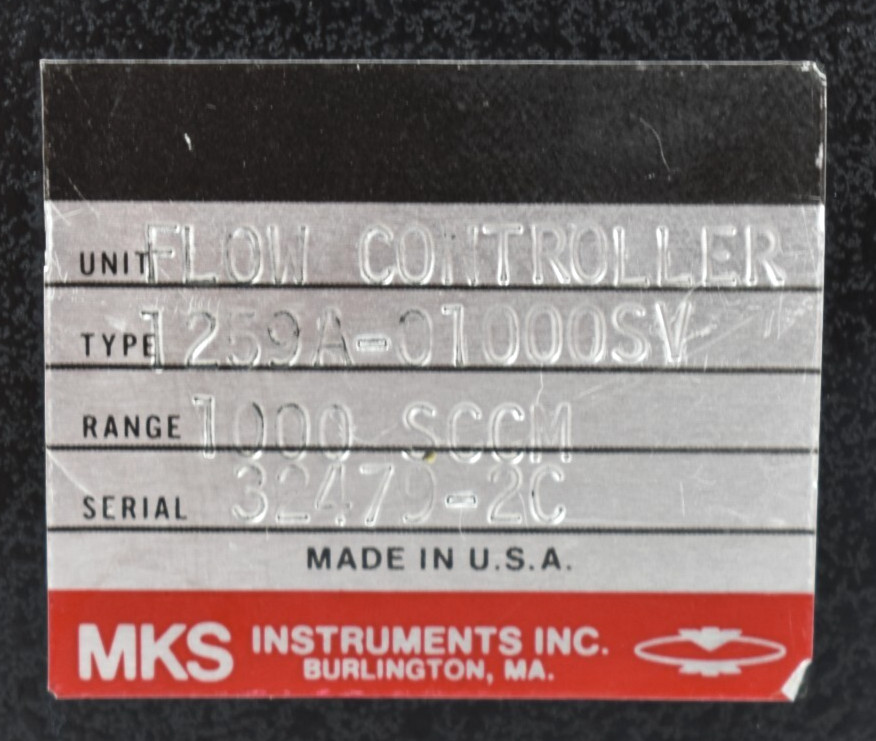 UNIT FLOW CONTROLLER
TYPE 1259A-01000SV
RANGE 1000 SCCM
SERIAL 32479-2C
MADE IN U.S.A.
MKS INSTRUMENTS INC.
BURLINGTON, MA.